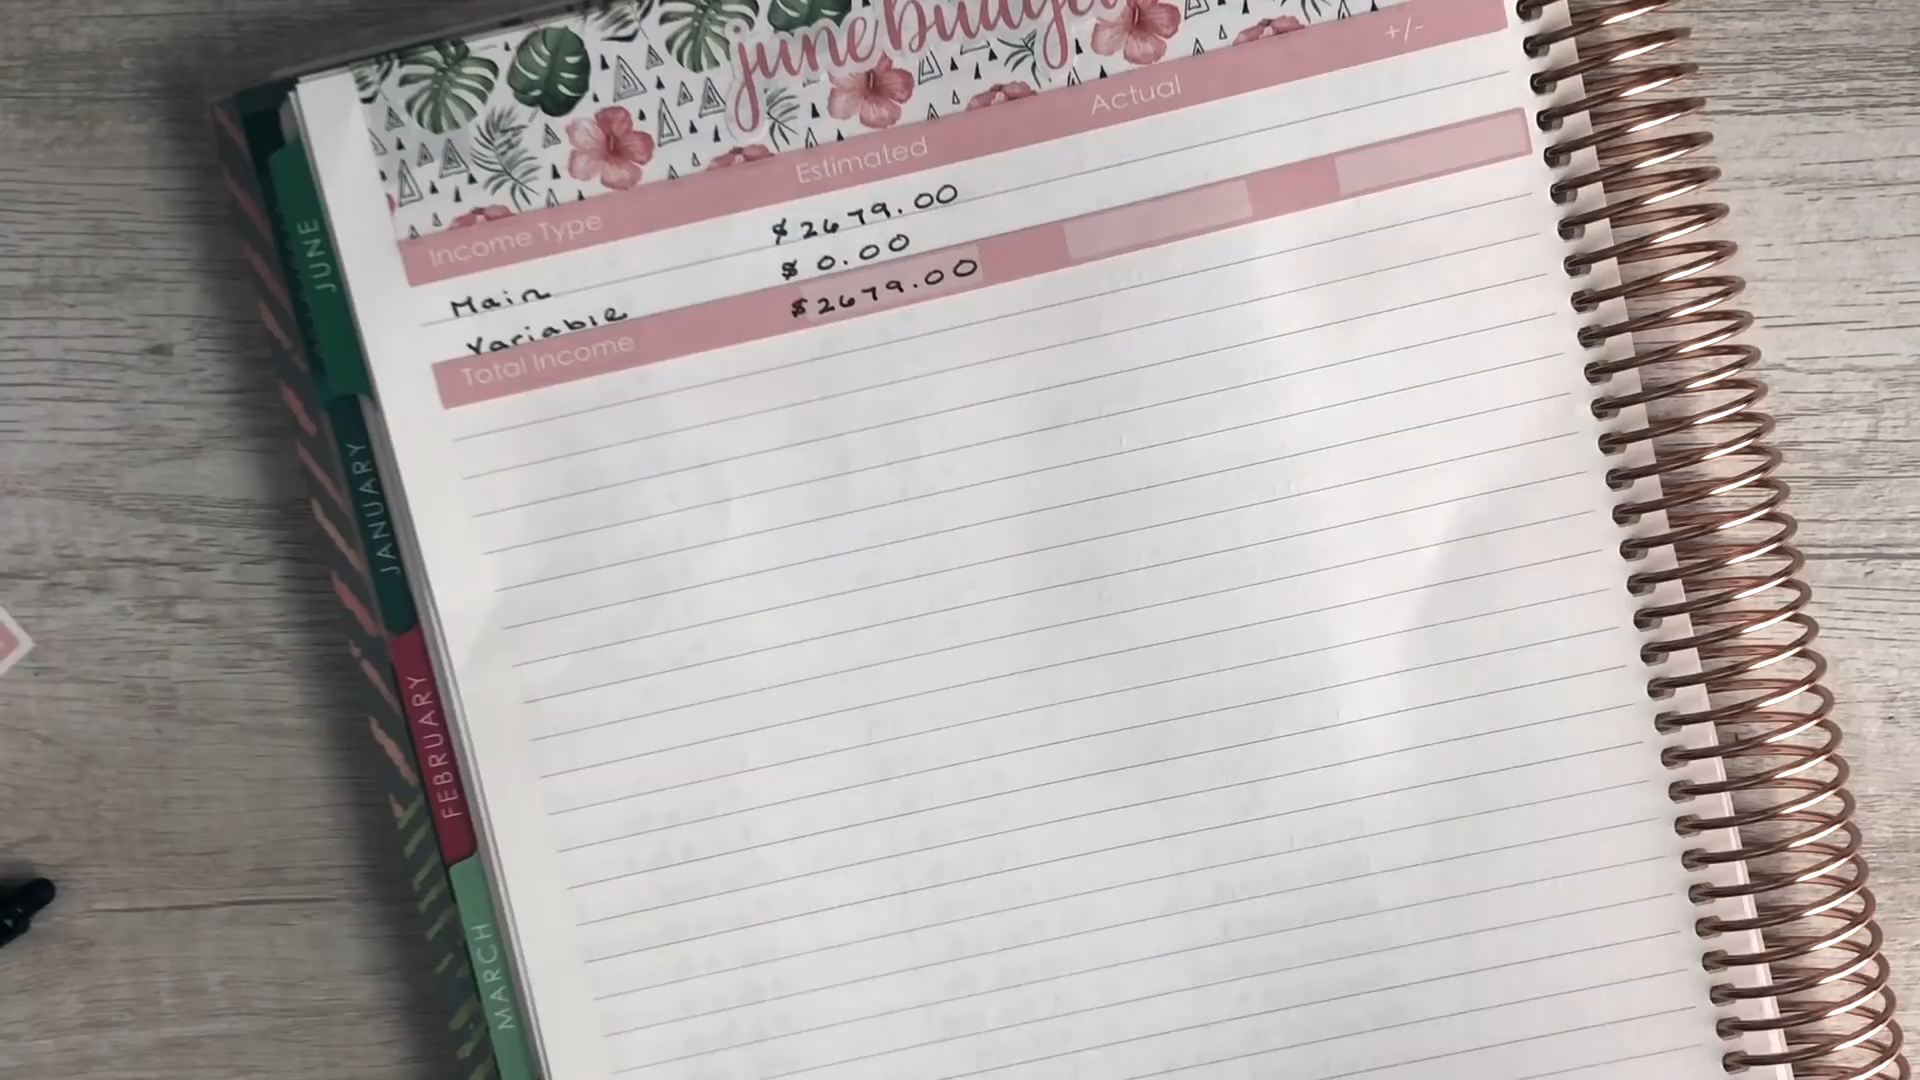 june budget
Income Type Estimated Actual +/-
Main $2679.00
Variable $0.00
Total Income $2679.00
JUNE
JANUARY
FEBRUARY
MARCH